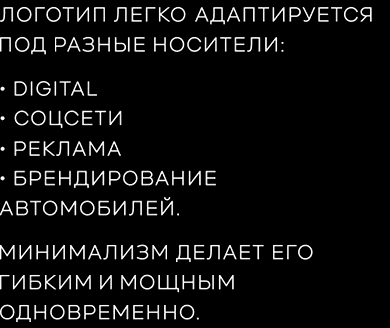 ЛОГОТИП ЛЕГКО АДАПТИРУЕТСЯ
ПОД РАЗНЫЕ НОСИТЕЛИ:
• DIGITAL
• СОЦСЕТИ
• РЕКЛАМА
• БРЕНДИРОВАНИЕ
АВТОМОБИЛЕЙ.
МИНИМАЛИЗМ ДЕЛАЕТ ЕГО
ГИБКИМ И МОЩНЫМ
ОДНОВРЕМЕННО.